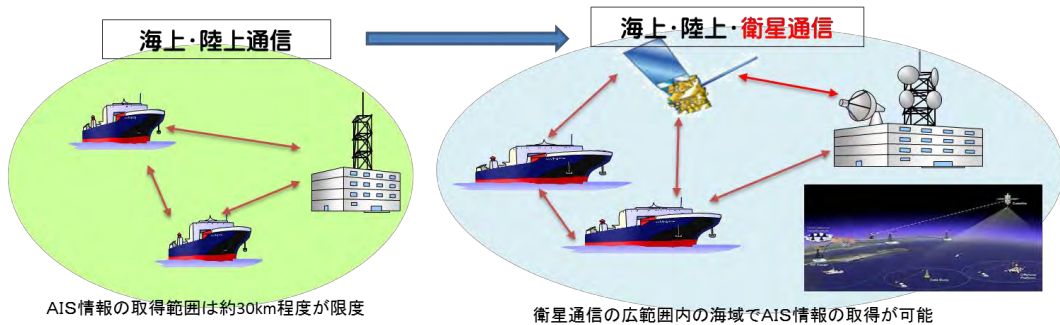 海上・陸上通信
海上・陸上・衛星通信
AIS情報の取得範囲は約30km程度が限度
衛星通信の広範囲内の海域でAIS情報の取得が可能